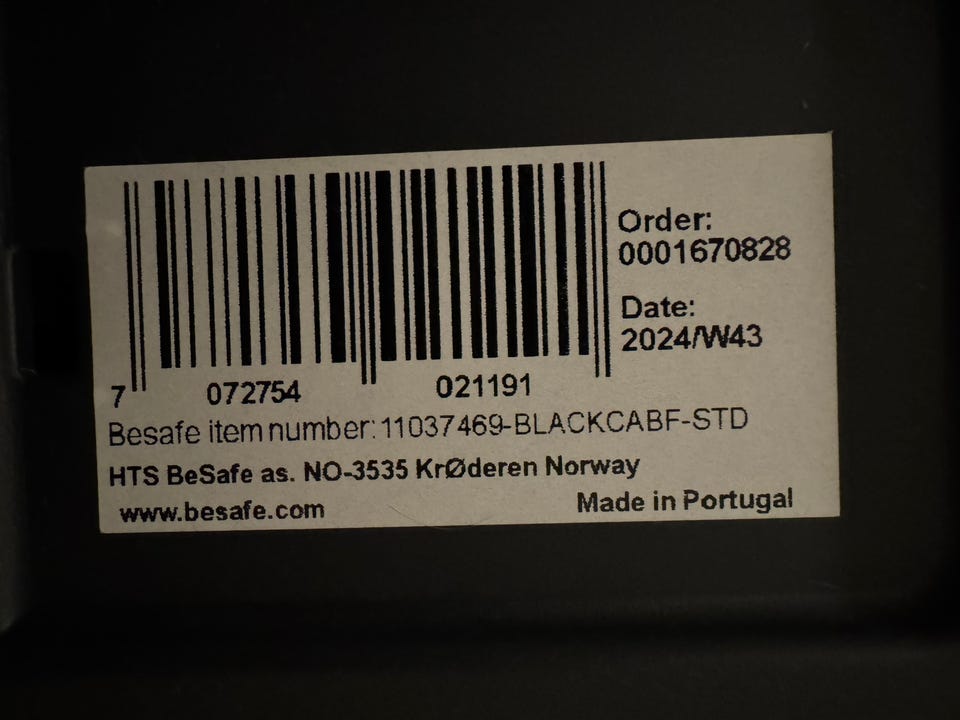 Order:
0001670828
Date:
2024/W43
7 072754 021191
Besafe item number: 11037469-BLACKCABF-STD
HTS BeSafe as. NO-3535 KrØderen Norway
www.besafe.com Made in Portugal